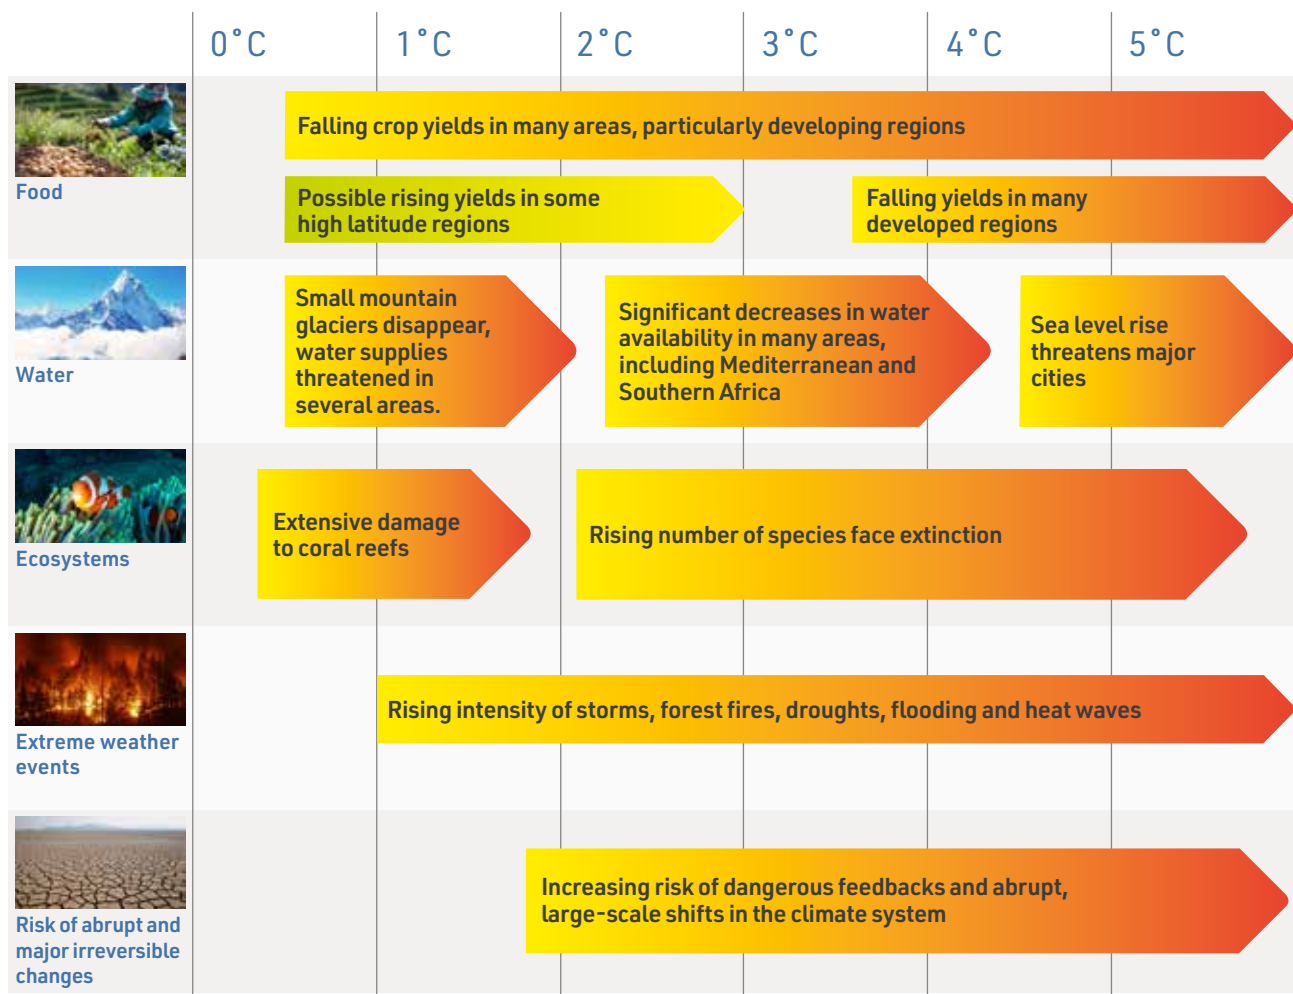 0°C 1°C 2°C 3°C 4°C 5°C
Food
Falling crop yields in many areas, particularly developing regions
Possible rising yields in some
high latitude regions
Falling yields in many
developed regions
Water
Small mountain
glaciers disappear,
water supplies
threatened in
several areas.
Significant decreases in water
availability in many areas,
including Mediterranean and
Southern Africa
Sea level rise
threatens major
cities
Ecosystems
Extensive damage
to coral reefs
Rising number of species face extinction
Extreme weather
events
Rising intensity of storms, forest fires, droughts, flooding and heat waves
Risk of abrupt and
major irreversible
changes
Increasing risk of dangerous feedbacks and abrupt,
large-scale shifts in the climate system